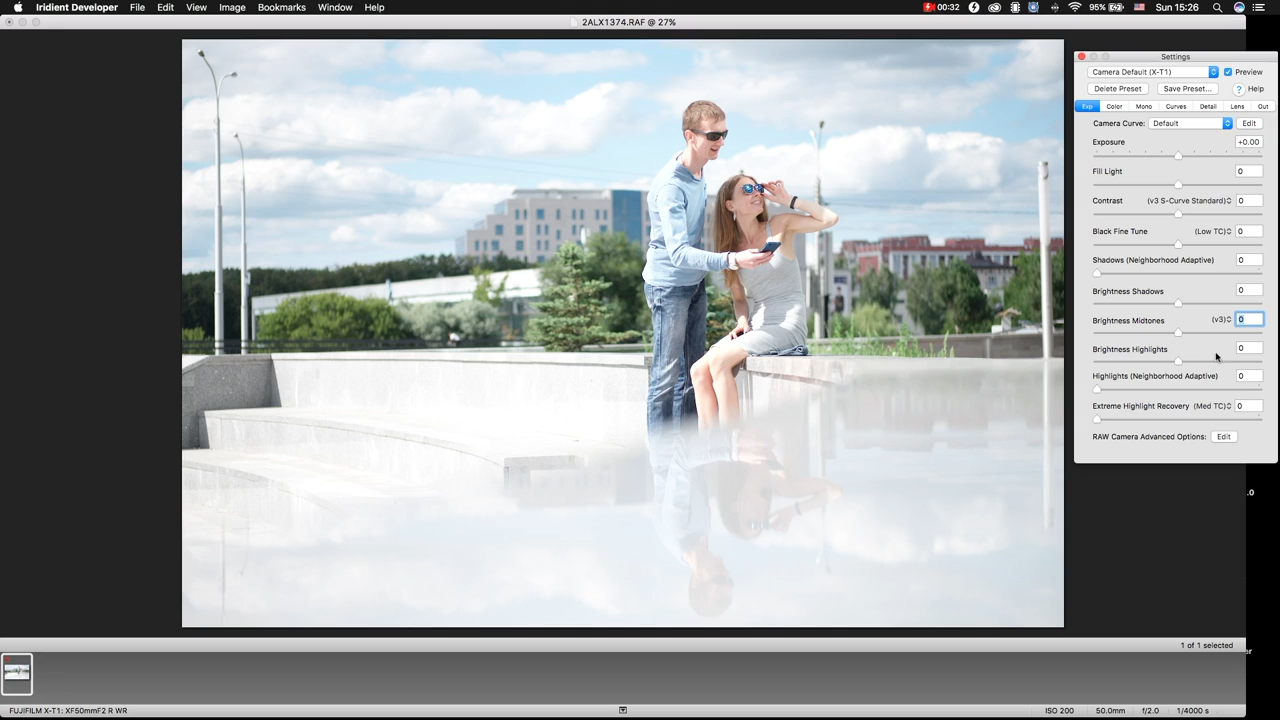 Iridient Developer File Edit View Image Bookmarks Window Help 00:32 95% Sun 15:26
2ALX1374.RAF @ 27%
Settings
Camera Default (X-T1) Preview
Delete Preset Save Preset... ? Help
Exp Color Mono Curves Detail Lens Out
Camera Curve: Default Edit
Exposure +0.00
Fill Light 0
Contrast (v3 S-Curve Standard) 0
Black Fine Tune (Low TC) 0
Shadows (Neighborhood Adaptive) 0
Brightness Shadows 0
Brightness Midtones (v3) 0
Brightness Highlights 0
Highlights (Neighborhood Adaptive) 0
Extreme Highlight Recovery (Med TC) 0
RAW Camera Advanced Options: Edit
.0
1 of 1 selected
er
FUJIFILM X-T1: XF50mmF2 R WR ISO 200 50.0mm f/2.0 1/4000 s